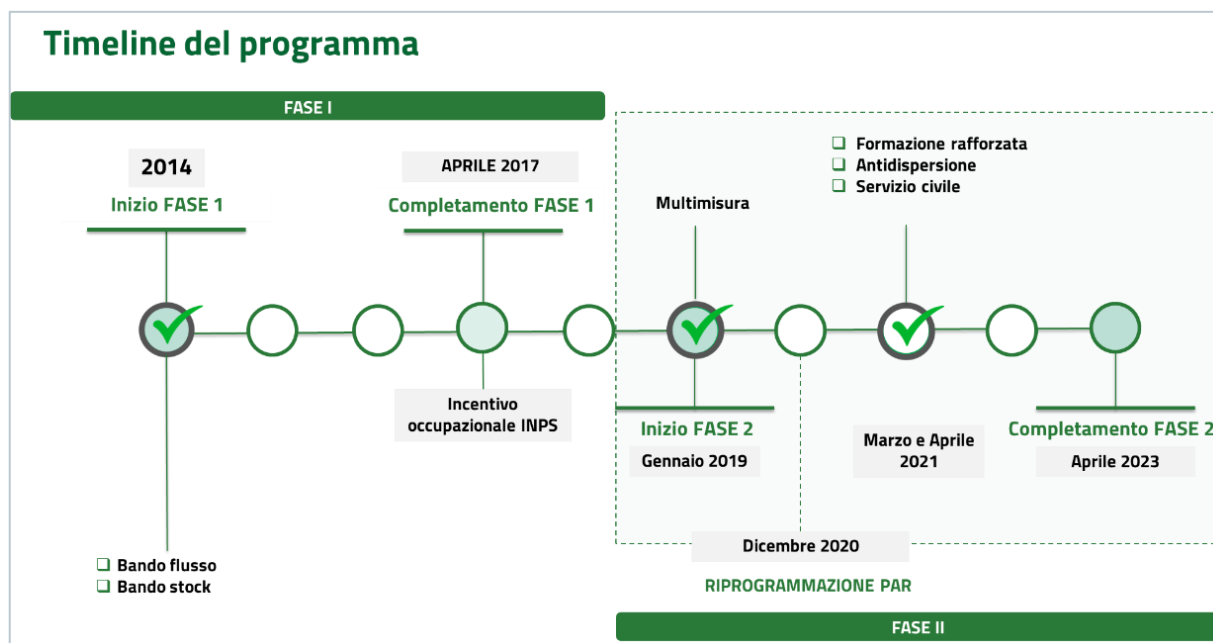 Timeline del programma
FASE I
2014
Inizio FASE 1
APRILE 2017
Completamento FASE 1
Formazione rafforzata
Antidispersione
Servizio civile
Multimisura
Incentivo
occupazionale INPS
Inizio FASE 2
Gennaio 2019
Marzo e Aprile
2021
Completamento FASE 2
Aprile 2023
Dicembre 2020
RIPROGRAMMAZIONE PAR
Bando flusso
Bando stock
FASE II